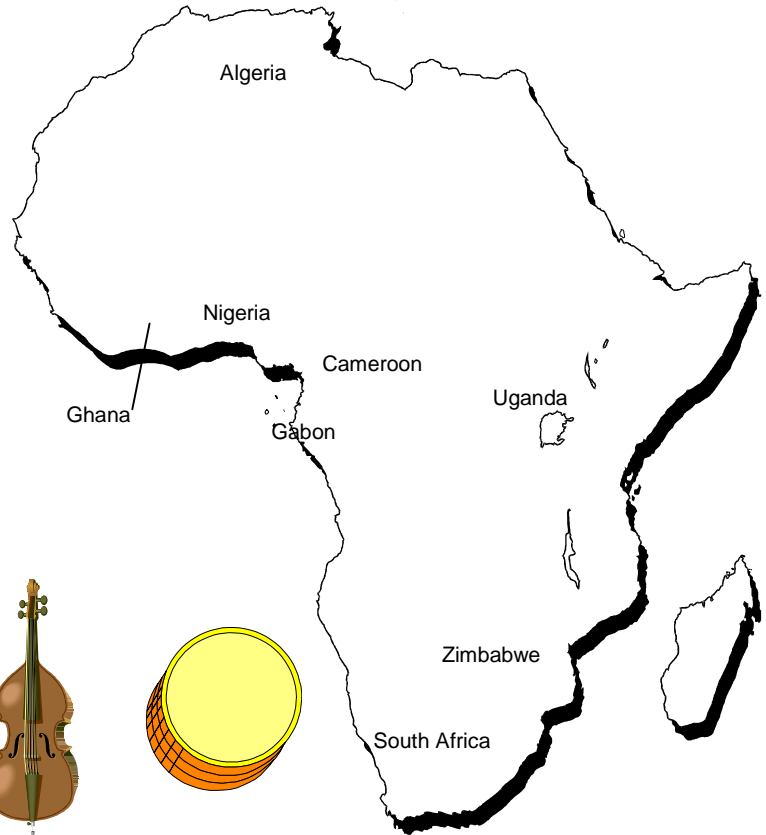 Algeria
Nigeria
Cameroon
Uganda
Ghana
Gabon
Zimbabwe
South Africa